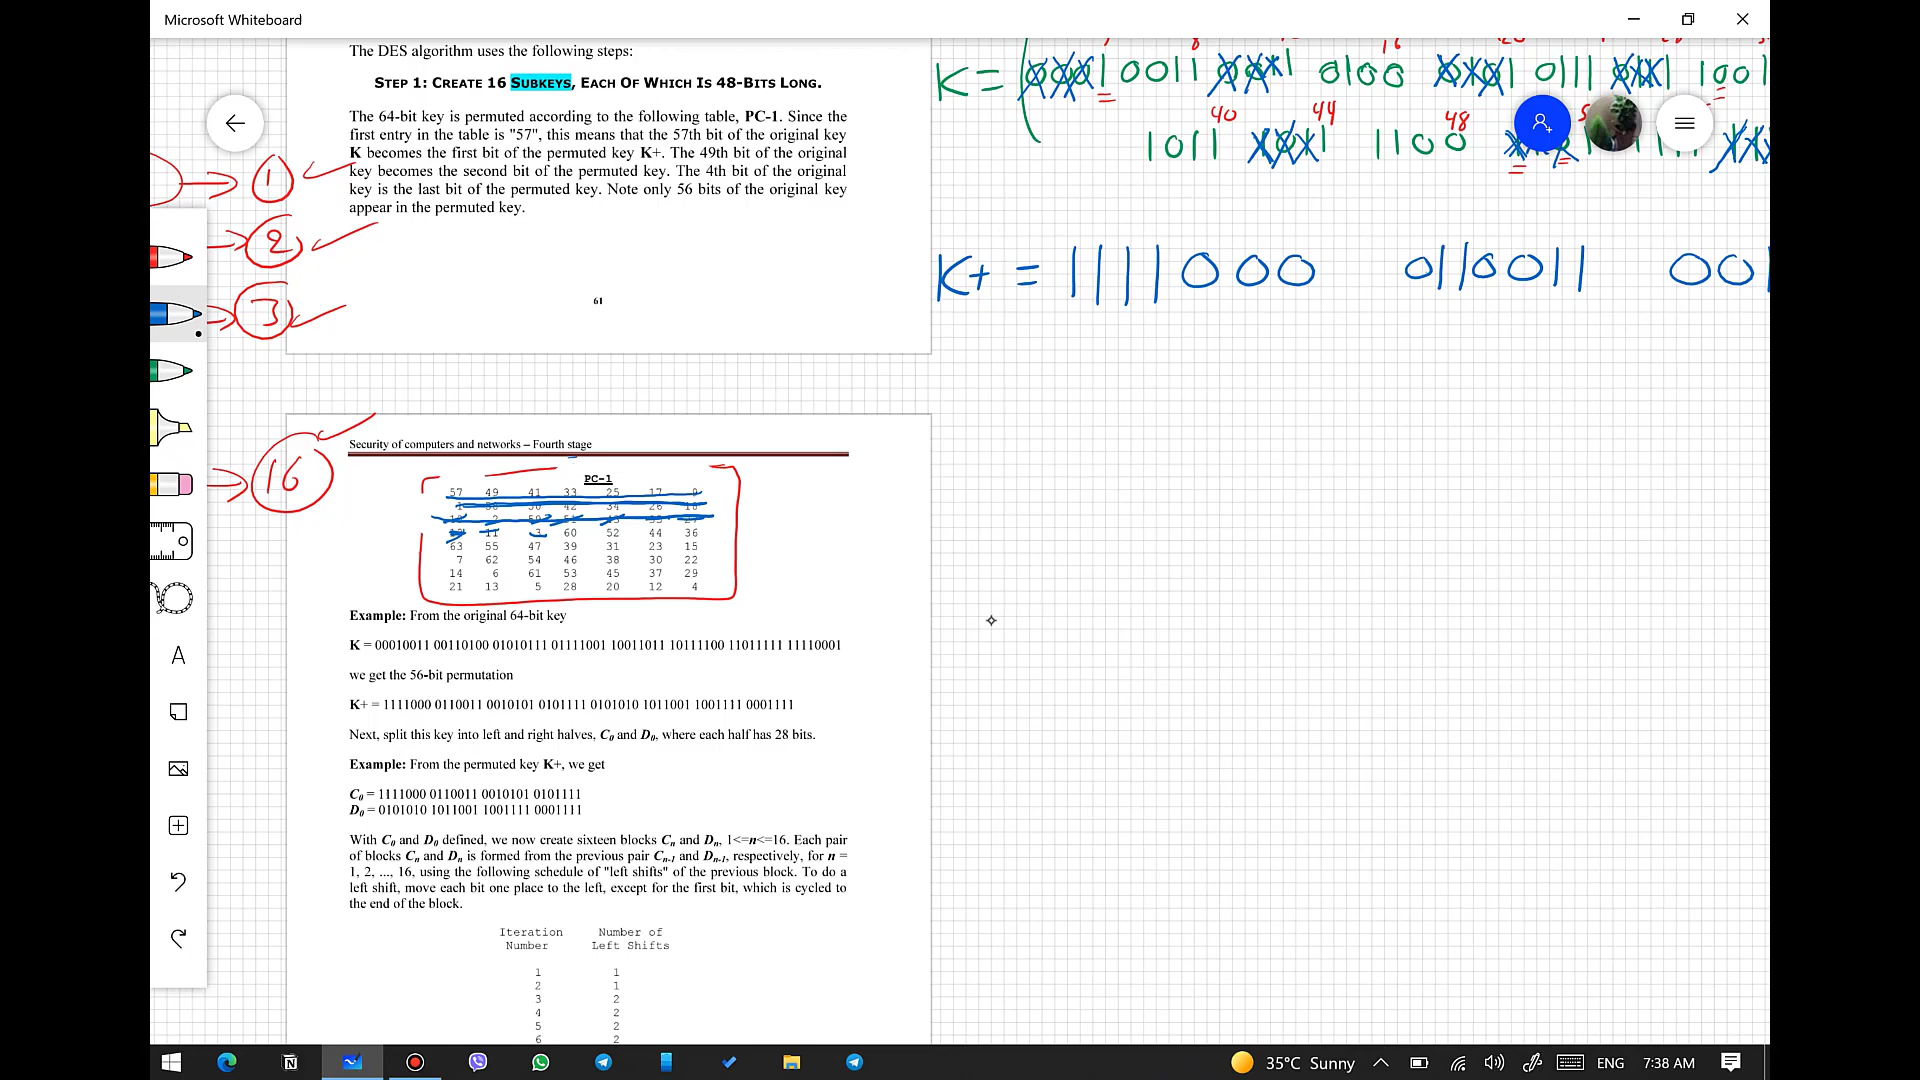 Microsoft Whiteboard
The DES algorithm uses the following steps:
STEP 1: CREATE 16 SUBKEYS, EACH OF WHICH IS 48-BITS LONG.
The 64-bit key is permuted according to the following table, PC-1. Since the
first entry in the table is "57", this means that the 57th bit of the original key
K becomes the first bit of the permuted key K+. The 49th bit of the original
key becomes the second bit of the permuted key. The 4th bit of the original
key is the last bit of the permuted key. Note only 56 bits of the original key
appear in the permuted key.
61
1
2
3
16
K = 0001 0011 0011 0100 0101 0111 1001
40 44 48
1011 1100
K+ = 1111000 0110011 00
Security of computers and networks – Fourth stage
PC-1
57 49 41 33 25 17 9
42 34 26 18
11 3 60 52 44 36
63 55 47 39 31 23 15
7 62 54 46 38 30 22
14 6 61 53 45 37 29
21 13 5 28 20 12 4
Example: From the original 64-bit key
K = 00010011 00110100 01010111 01111001 10011011 10111100 11011111 11110001
we get the 56-bit permutation
K+ = 1111000 0110011 0010101 0101111 0101010 1011001 1001111 0001111
Next, split this key into left and right halves, C0 and D0, where each half has 28 bits.
Example: From the permuted key K+, we get
C0 = 1111000 0110011 0010101 0101111
D0 = 0101010 1011001 1001111 0001111
With C0 and D0 defined, we now create sixteen blocks Cn and Dn, 1<=n<=16. Each pair
of blocks Cn and Dn is formed from the previous pair Cn-1 and Dn-1, respectively, for n =
1, 2, ..., 16, using the following schedule of "left shifts" of the previous block. To do a
left shift, move each bit one place to the left, except for the first bit, which is cycled to
the end of the block.
Iteration Number of
Number Left Shifts
1 1
2 1
3 2
4 2
5 2
6 2
A
35°C Sunny
ENG
7:38 AM